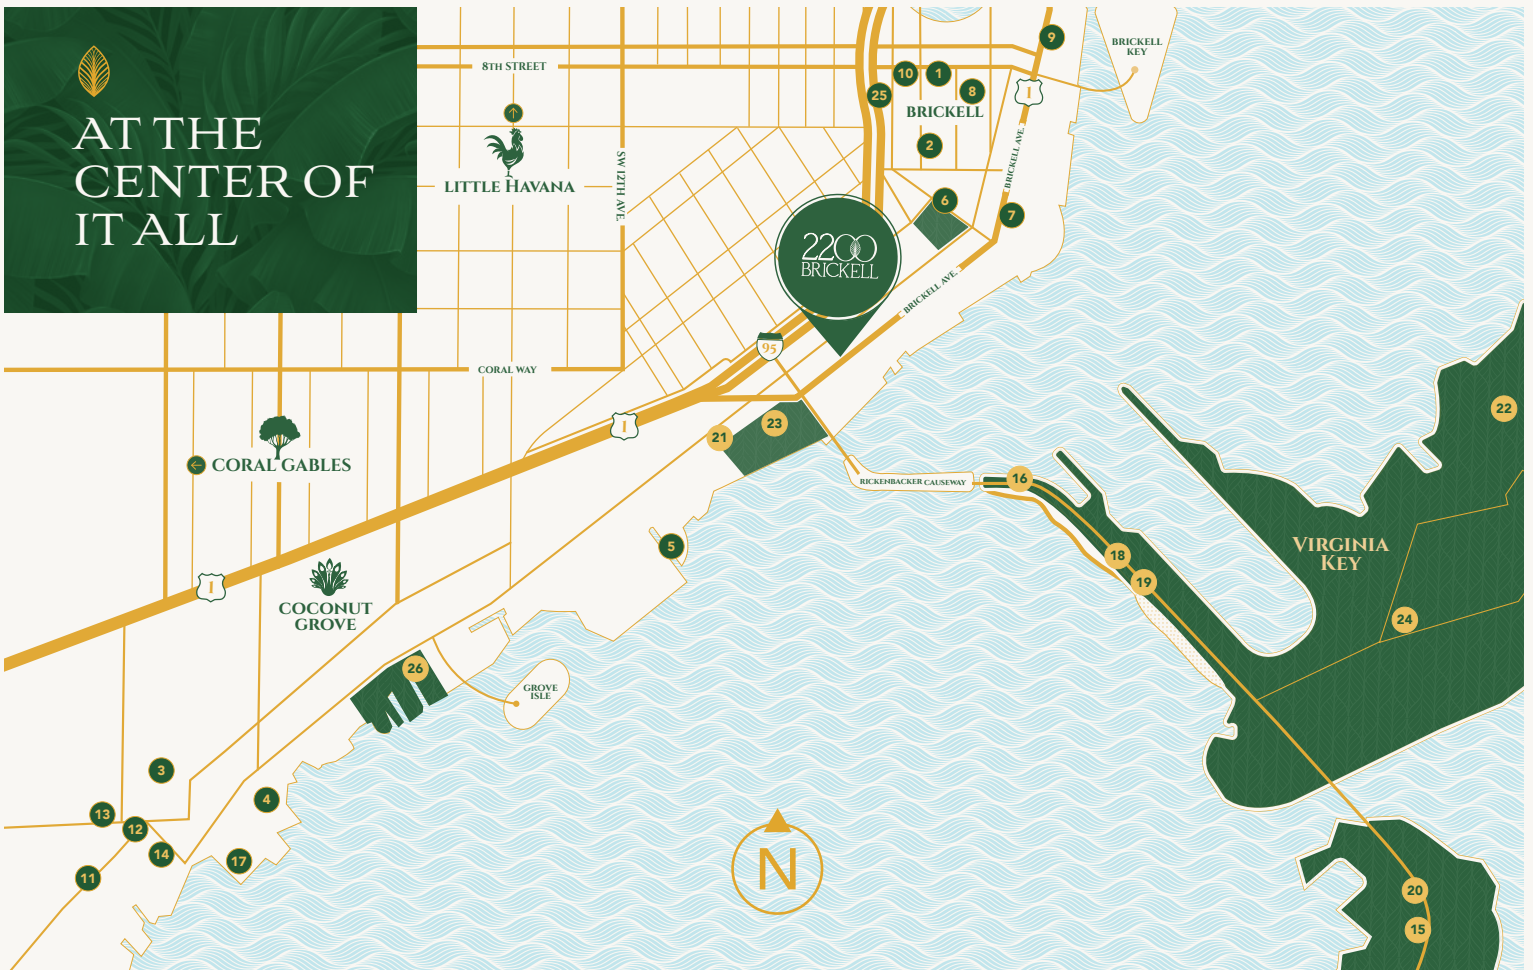 AT THE
CENTER OF
IT ALL
8TH STREET
LITTLE HAVANA
SW 12TH AVE.
9
BRICKELL
KEY
10
1
8
25
1
BRICKELL
2
BRICKELL AVE.
6
7
2200
BRICKELL
BRICKELL AVE.
95
CORAL WAY
1
21
23
22
CORAL GABLES
RICKENBACKER CAUSEWAY
16
5
18
19
VIRGINIA
KEY
1
COCONUT
GROVE
24
26
GROVE
ISLE
3
4
13
12
14
17
11
N
20
15